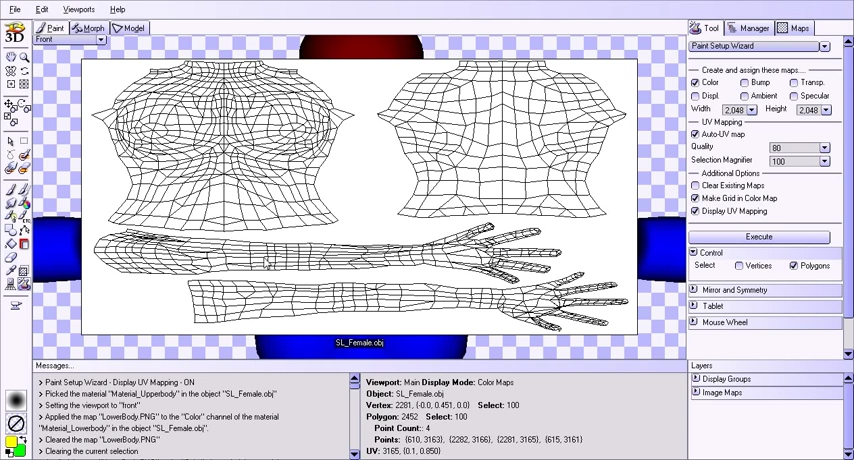 File Edit Viewports Help
3D
Paint Morph Model
Front
SL_Female.obj
Messages...
> Paint Setup Wizard - Display UV Mapping - ON
> Picked the material "Material_Upperbody" in the object "SL_Female.obj"
> Setting the viewport to "front"
> Applied the map "LowerBody.PNG" to the "Color" channel of the material
"Material_Lowerbody" in the object "SL_Female.obj".
> Cleared the map "LowerBody.PNG"
> Clearing the current selection
Viewport: Main Display Mode: Color Maps
Object: SL_Female.obj
Vertex: 2281, {-0.0, 0.451, 0.0} Select: 100
Polygon: 2452 Select: 100
Point Count:: 4
Points: {610, 3163}, {2282, 3166}, {2281, 3165}, {615, 3161}
UV: 3165, {0.1, 0.850}
Tool Manager Maps
Paint Setup Wizard
Create and assign these maps....
Color Bump Transp.
Displ. Ambient Specular
Width 2,048 Height 2,048
UV Mapping
Auto-UV map
Quality 80
Selection Magnifier 100
Additional Options
Clear Existing Maps
Make Grid in Color Map
Display UV Mapping
Execute
Control
Select Vertices Polygons
Mirror and Symmetry
Tablet
Mouse Wheel
Layers
Display Groups
Image Maps